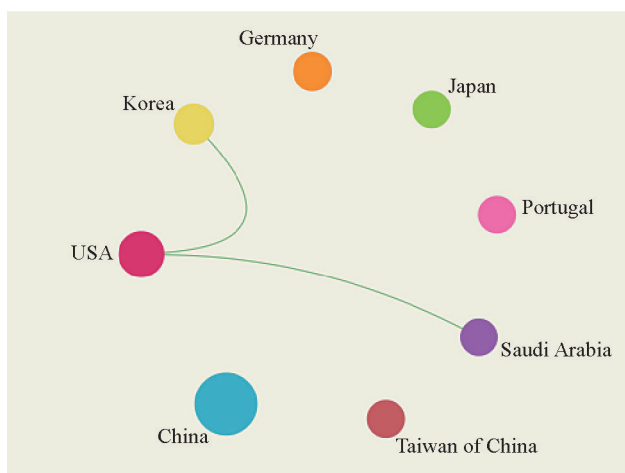 Germany
Japan
Korea
Portugal
USA
Saudi Arabia
China
Taiwan of China